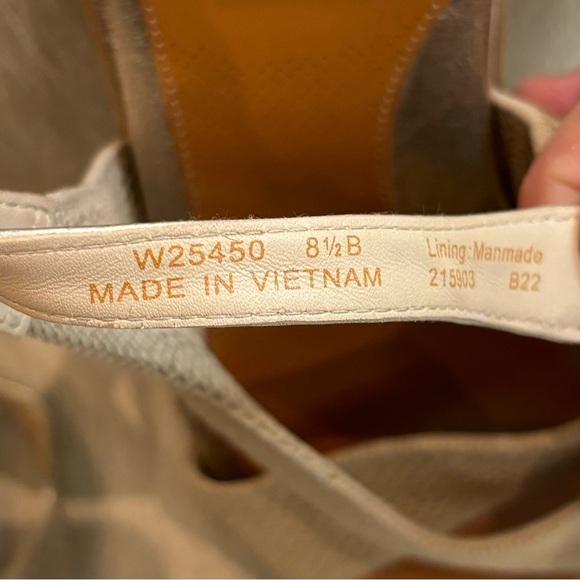 W25450 8½B Lining: Manmade
MADE IN VIETNAM 215903 B22